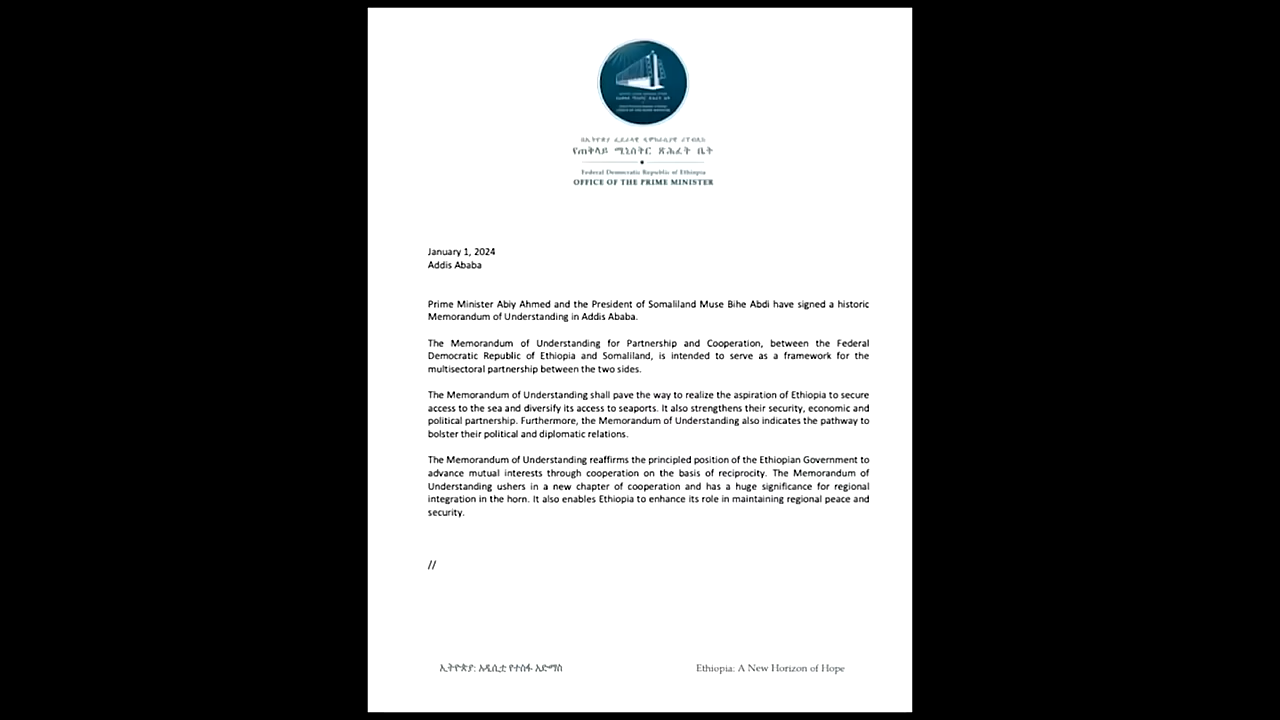 የጠቅላይ ሚኒስትር ጽሕፈት ቤት
Federal Democratic Republic of Ethiopia
OFFICE OF THE PRIME MINISTER
January 1, 2024
Addis Ababa
Prime Minister Abiy Ahmed and the President of Somaliland Muse Bihe Abdi have signed a historic
Memorandum of Understanding in Addis Ababa.
The Memorandum of Understanding for Partnership and Cooperation, between the Federal
Democratic Republic of Ethiopia and Somaliland, is intended to serve as a framework for the
multisectoral partnership between the two sides.
The Memorandum of Understanding shall pave the way to realize the aspiration of Ethiopia to secure
access to the sea and diversify its access to seaports. It also strengthens their security, economic and
political partnership. Furthermore, the Memorandum of Understanding also indicates the pathway to
bolster their political and diplomatic relations.
The Memorandum of Understanding reaffirms the principled position of the Ethiopian Government to
advance mutual interests through cooperation on the basis of reciprocity. The Memorandum of
Understanding ushers in a new chapter of cooperation and has a huge significance for regional
integration in the horn. It also enables Ethiopia to enhance its role in maintaining regional peace and
security.
//
ኢትዮጵያ: አዲሲቷ የተስፋ አድማስ
Ethiopia: A New Horizon of Hope